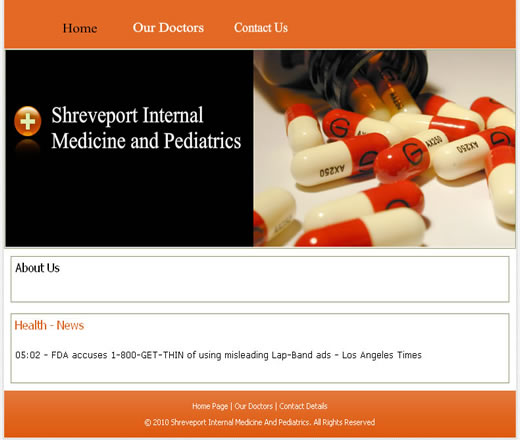 Home Our Doctors Contact Us
Shreveport Internal
Medicine and Pediatrics
G
AX250
AX250
G
AX250
G
About Us
Health - News
05:02 - FDA accuses 1-800-GET-THIN of using misleading Lap-Band ads - Los Angeles Times
Home Page | Our Doctors | Contact Details
© 2010 Shreveport Internal Medicine And Pediatrics. All Rights Reserved